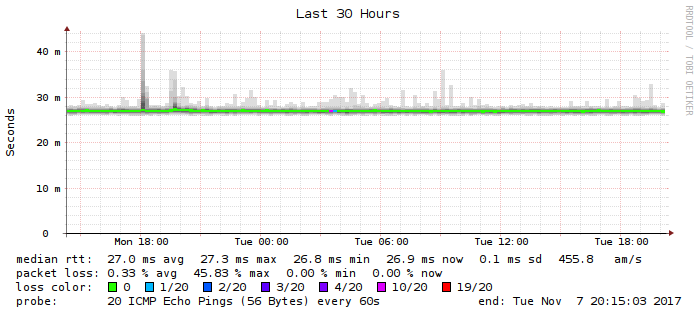 Last 30 Hours
RRDTOOL / TOBI OETIKER
Seconds
40 m
30 m
20 m
10 m
0
Mon 18:00 Tue 00:00 Tue 06:00 Tue 12:00 Tue 18:00
median rtt: 27.0 ms avg 27.3 ms max 26.8 ms min 26.9 ms now 0.1 ms sd 455.8 am/s
packet loss: 0.33 % avg 45.83 % max 0.00 % min 0.00 % now
loss color: 0 1/20 2/20 3/20 4/20 10/20 19/20
probe: 20 ICMP Echo Pings (56 Bytes) every 60s end: Tue Nov 7 20:15:03 2017